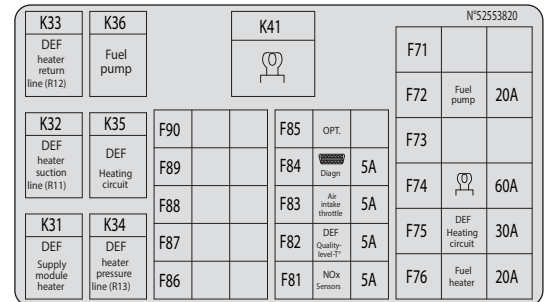 N°52553820
K33
DEF
heater
return
line (R12)
K36
Fuel
pump
K41
K32
DEF
heater
suction
line (R11)
K35
DEF
Heating
circuit
K31
DEF
Supply
module
heater
K34
DEF
heater
pressure
line (R13)
F90
F89
F88
F87
F86
F85 OPT.
F84 Diagn 5A
F83 Air
intake
throttle 5A
F82 DEF
Quality-
level-T° 5A
F81 NOx
Sensors 5A
F71
F72 Fuel
pump 20A
F73
F74 60A
F75 DEF
Heating
circuit 30A
F76 Fuel
heater 20A